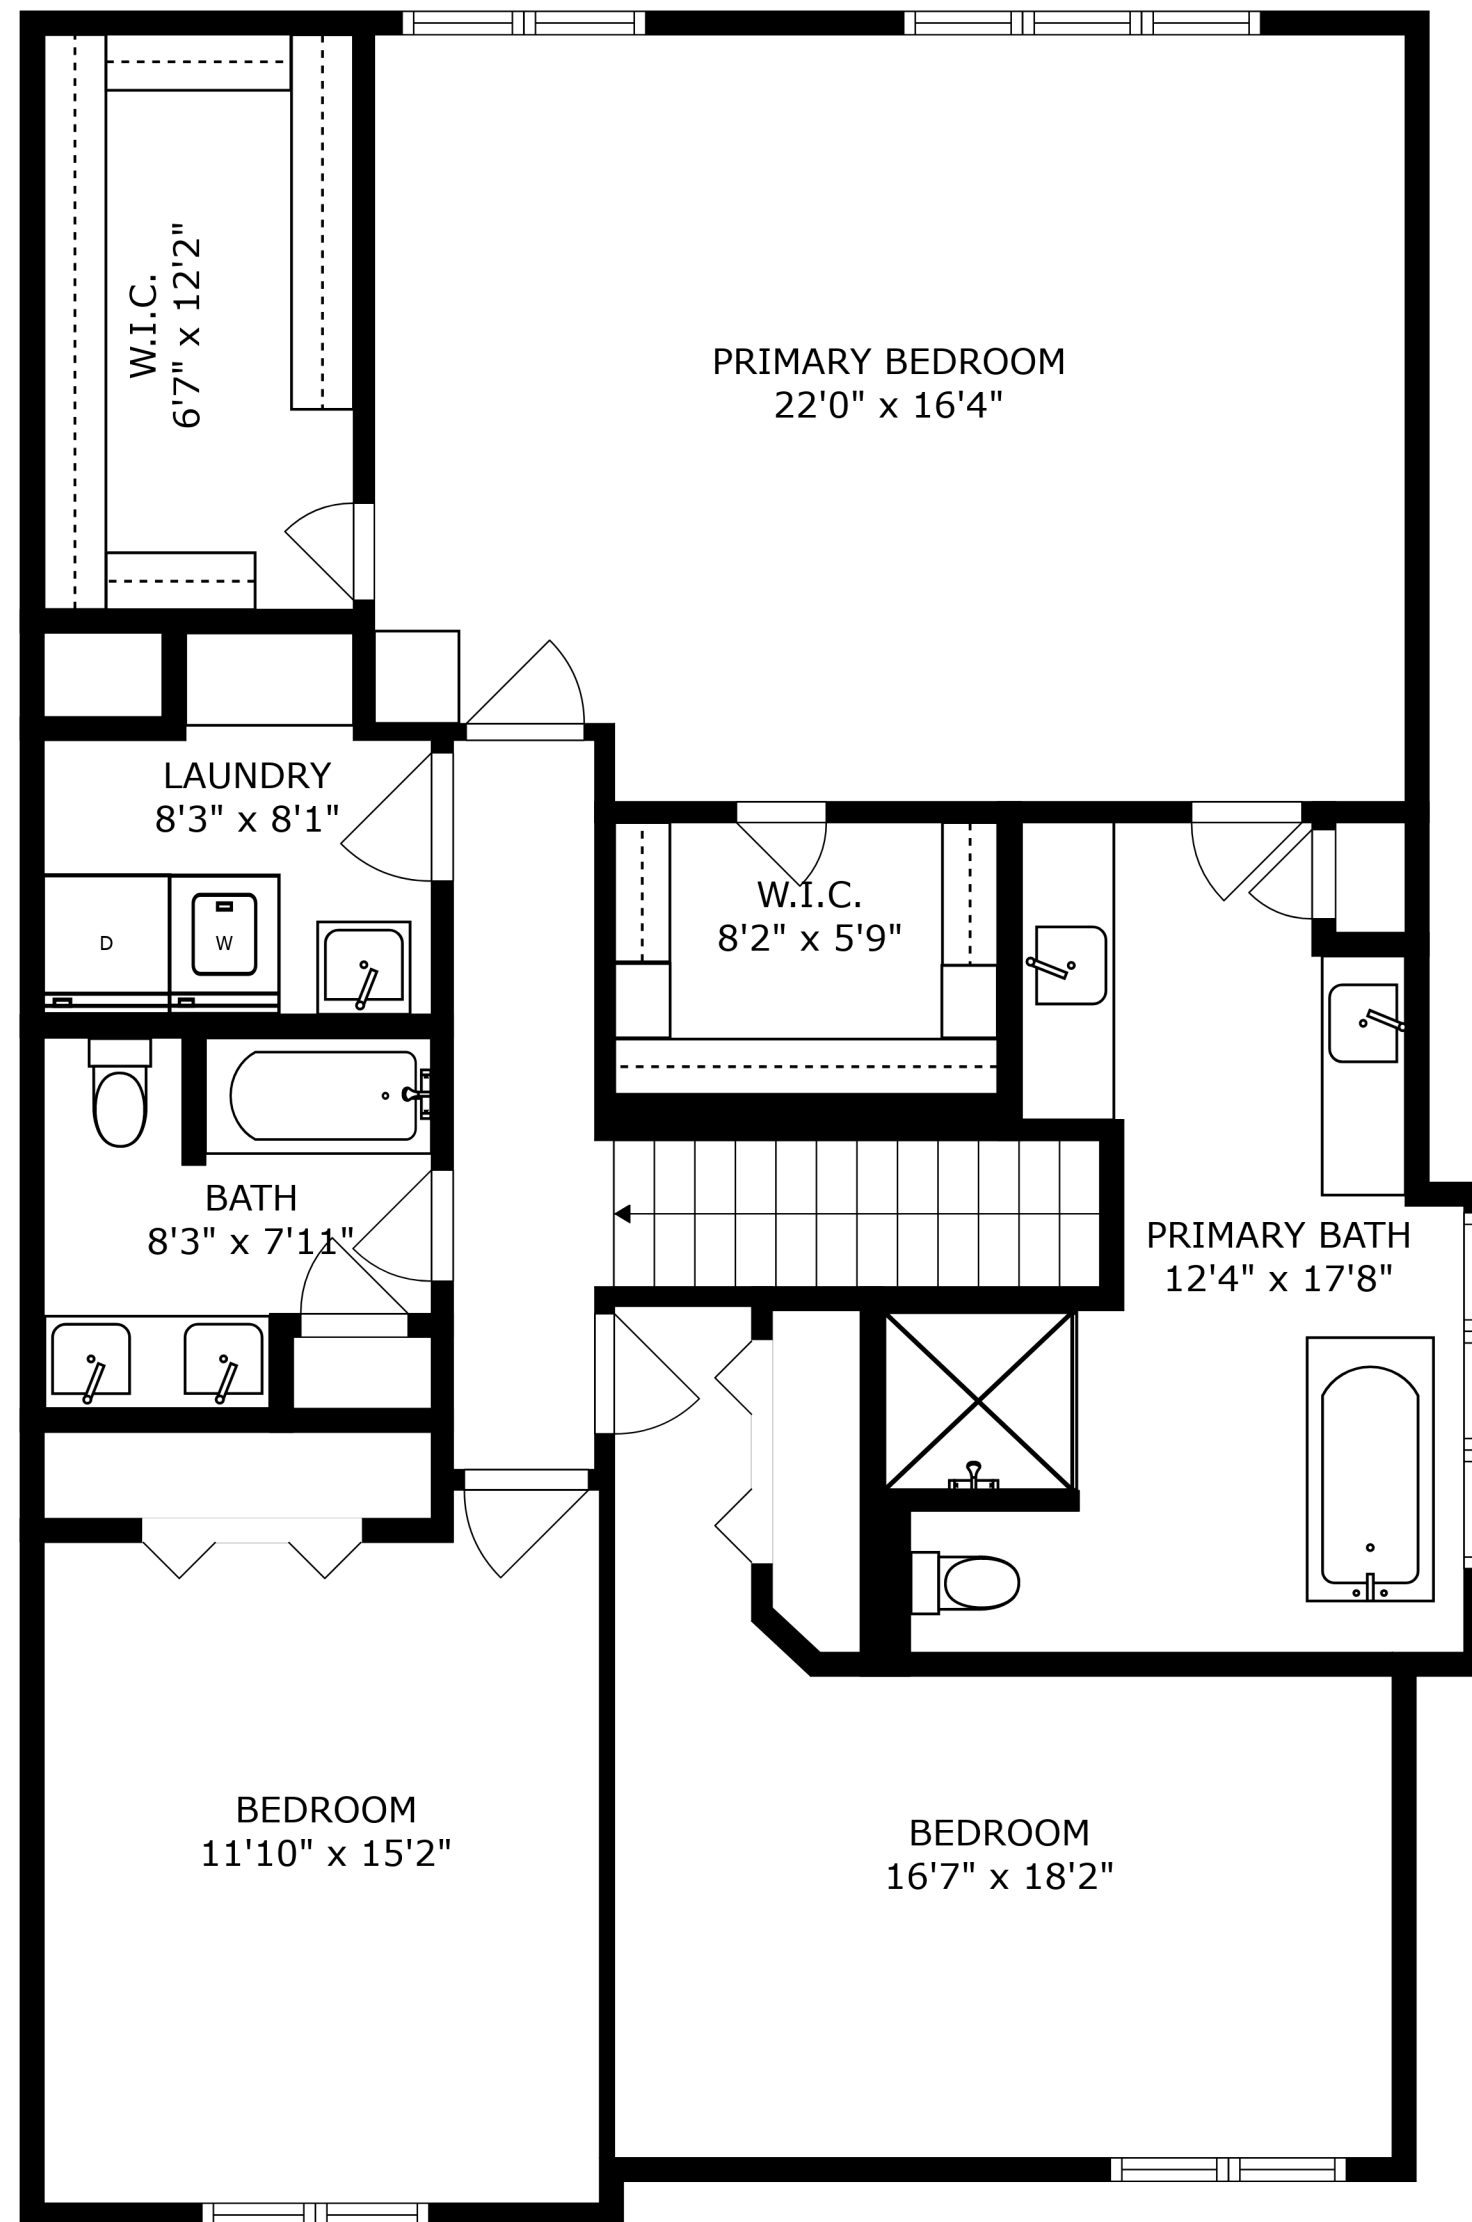 W.I.C.
6'7" x 12'2"
PRIMARY BEDROOM
22'0" x 16'4"
LAUNDRY
8'3" x 8'1"
D
W
W.I.C.
8'2" x 5'9"
BATH
8'3" x 7'11"
PRIMARY BATH
12'4" x 17'8"
BEDROOM
11'10" x 15'2"
BEDROOM
16'7" x 18'2"